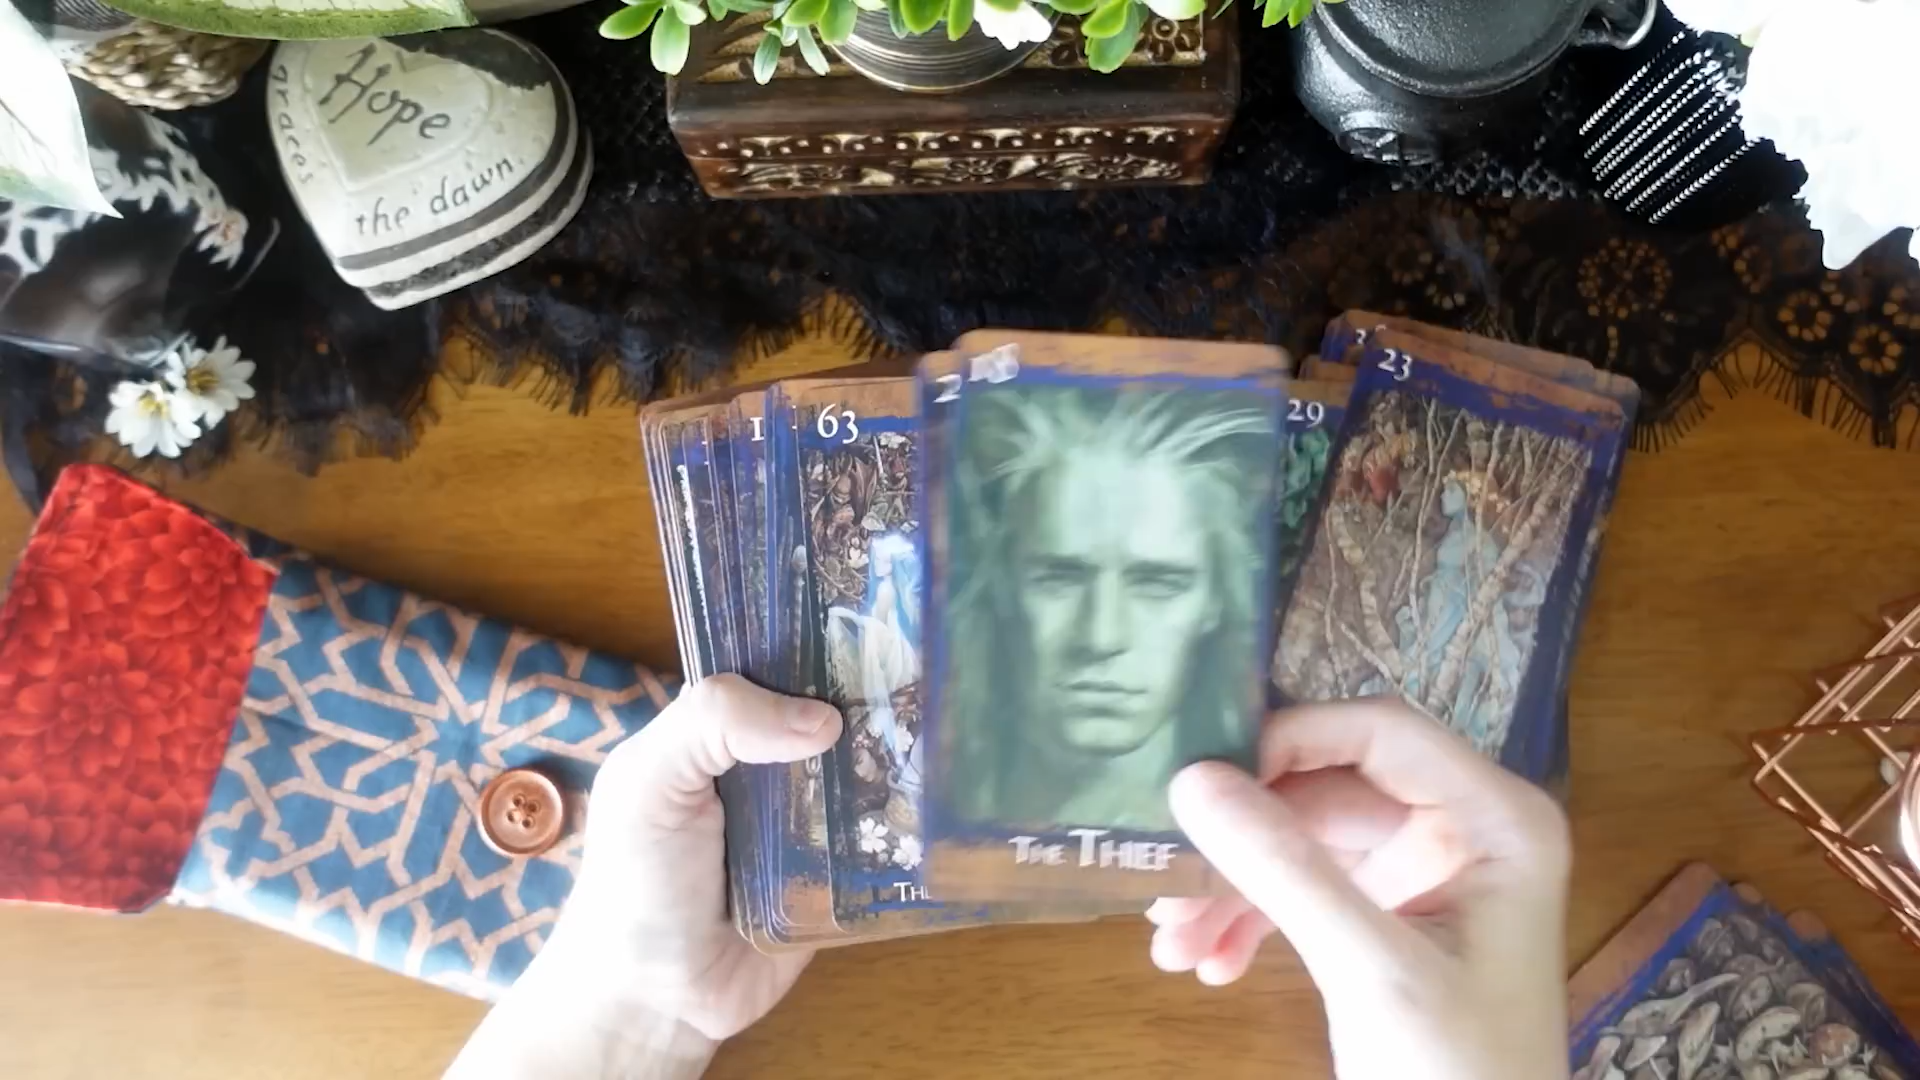 Hope
graces
the dawn.
63
29
23
The Thief